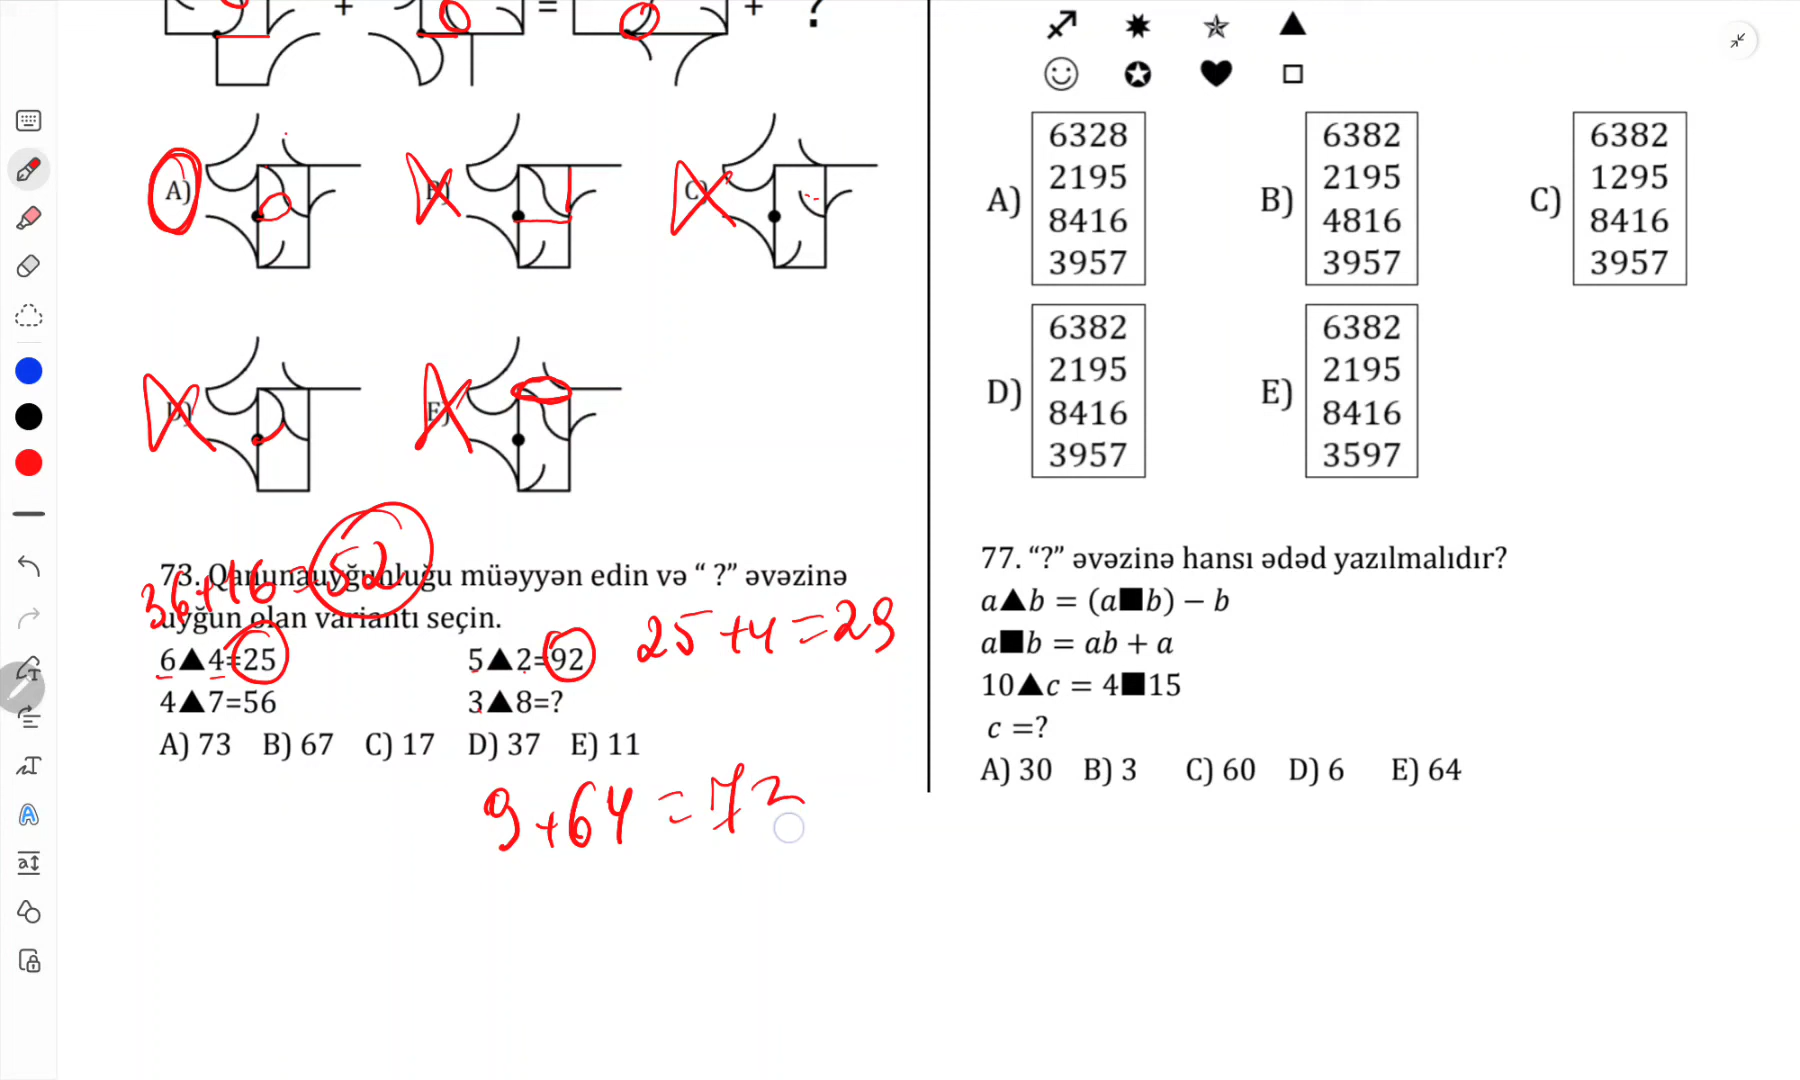 + = + ?
A) B) C)
D) E)
36+16=52
73. Qanunauyğunluğu müəyyən edin və “ ?” əvəzinə
uyğun olan variantı seçin.
6▲4=25 5▲2=92
25+4=29
4▲7=56 3▲8=?
A) 73 B) 67 C) 17 D) 37 E) 11
9+64=73
A) 6328 2195 8416 3957
B) 6382 2195 4816 3957
C) 6382 1295 8416 3957
D) 6382 2195 8416 3957
E) 6382 2195 8416 3597
77. “?” əvəzinə hansı ədəd yazılmalıdır?
a▲b = (a■b) − b
a■b = ab + a
10▲c = 4■15
c =?
A) 30 B) 3 C) 60 D) 6 E) 64